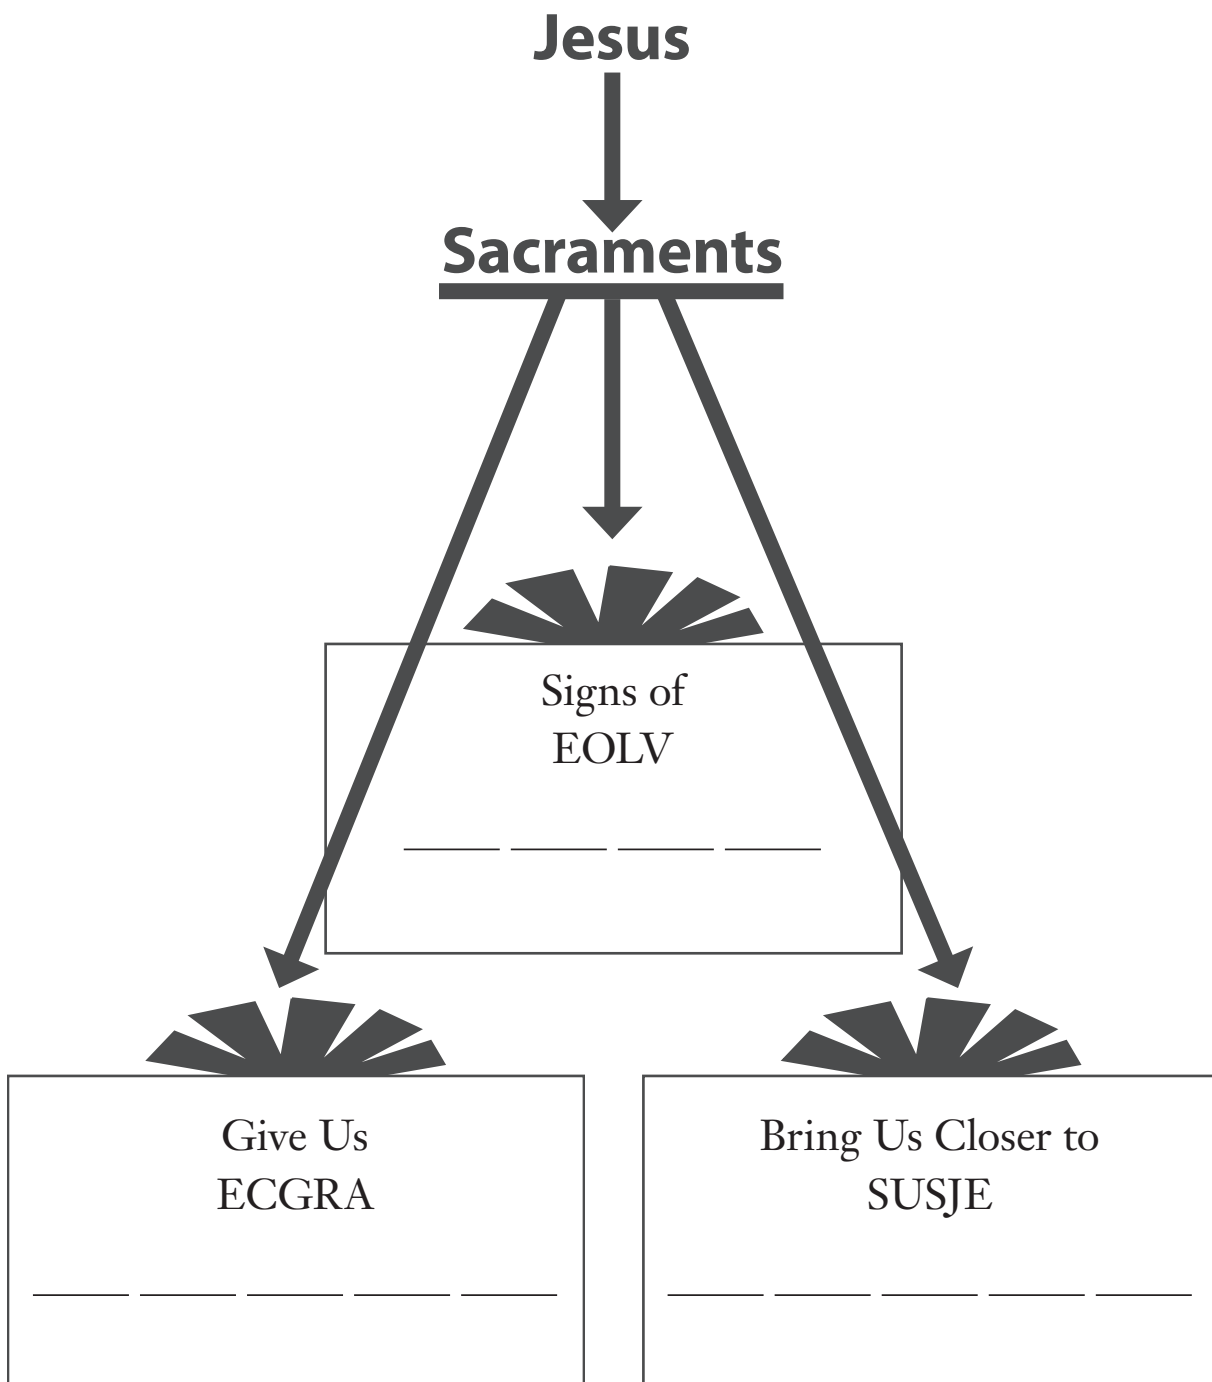 Jesus
Sacraments
Signs of
EOLV
Give Us
ECGRA
Bring Us Closer to
SUSJE